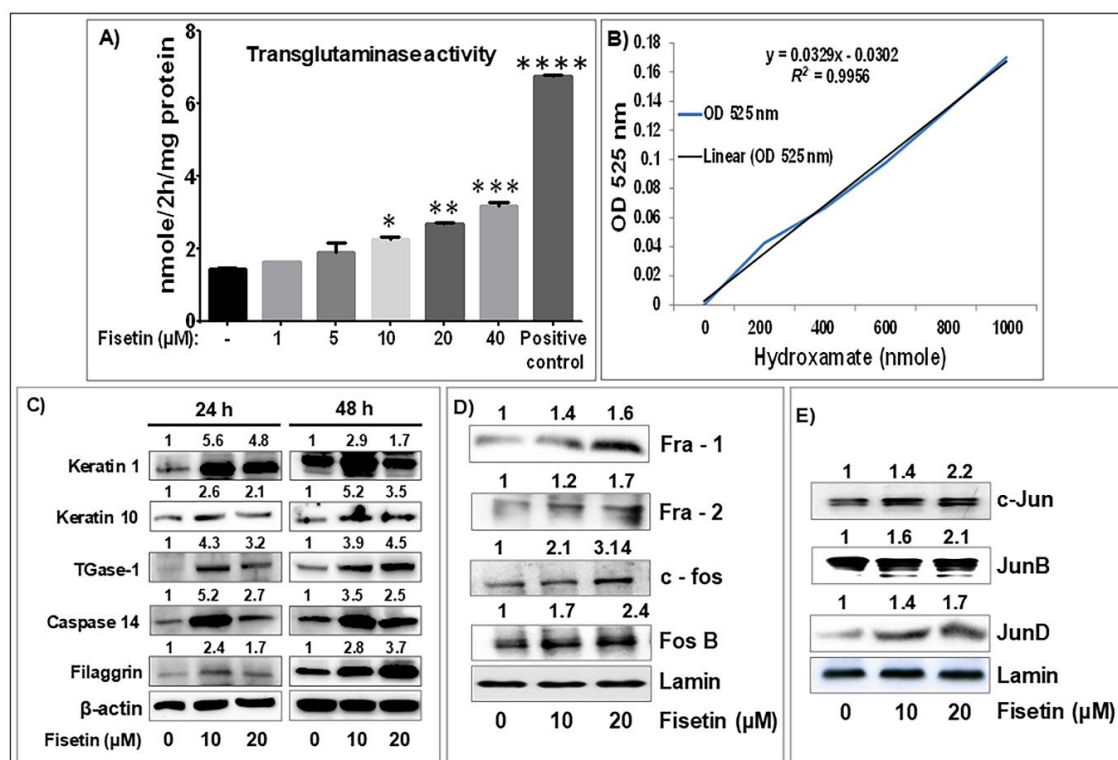 A)
Transglutaminase activity
nmole/2h/mg protein
8
6
4
2
0
*
**
***
****
Fisetin (µM): - 1 5 10 20 40 Positive control
B)
y = 0.0329x - 0.0302
R² = 0.9956
OD 525 nm
Linear (OD 525 nm)
OD 525 nm
0.18
0.16
0.14
0.12
0.1
0.08
0.06
0.04
0.02
0
0 200 400 600 800 1000
Hydroxamate (nmole)
C)
24 h 48 h
1 5.6 4.8 1 2.9 1.7
Keratin 1
1 2.6 2.1 1 5.2 3.5
Keratin 10
1 4.3 3.2 1 3.9 4.5
TGase-1
1 5.2 2.7 1 3.5 2.5
Caspase 14
1 2.4 1.7 1 2.8 3.7
Filaggrin
β-actin
Fisetin (µM) 0 10 20 0 10 20
D)
1 1.4 1.6
Fra - 1
1 1.2 1.7
Fra - 2
1 2.1 3.14
c - fos
1 1.7 2.4
Fos B
Lamin
0 10 20 Fisetin (µM)
E)
1 1.4 2.2
c-Jun
1 1.6 2.1
JunB
1 1.4 1.7
JunD
Lamin
0 10 20 Fisetin (µM)